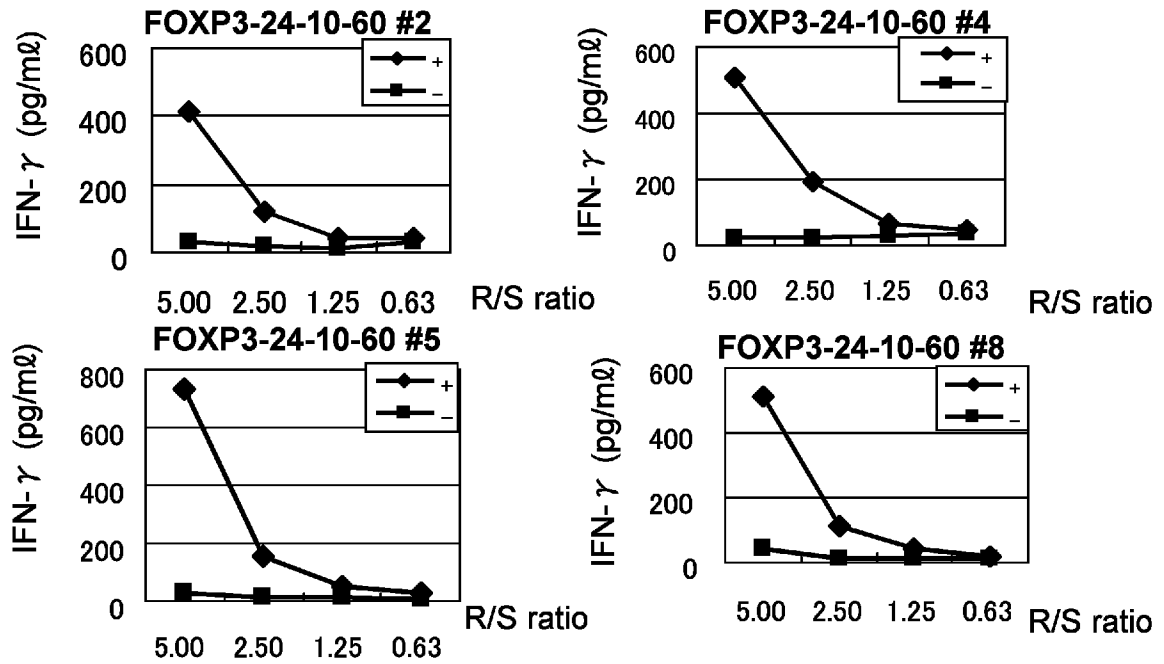 FOXP3-24-10-60 #2
IFN-γ (pg/mℓ)
600
400
200
0
+
−
5.00 2.50 1.25 0.63 R/S ratio
FOXP3-24-10-60 #4
IFN-γ (pg/mℓ)
600
400
200
0
+
−
5.00 2.50 1.25 0.63 R/S ratio
FOXP3-24-10-60 #5
IFN-γ (pg/mℓ)
800
600
400
200
0
+
−
5.00 2.50 1.25 0.63 R/S ratio
FOXP3-24-10-60 #8
IFN-γ (pg/mℓ)
600
400
200
0
+
−
5.00 2.50 1.25 0.63 R/S ratio